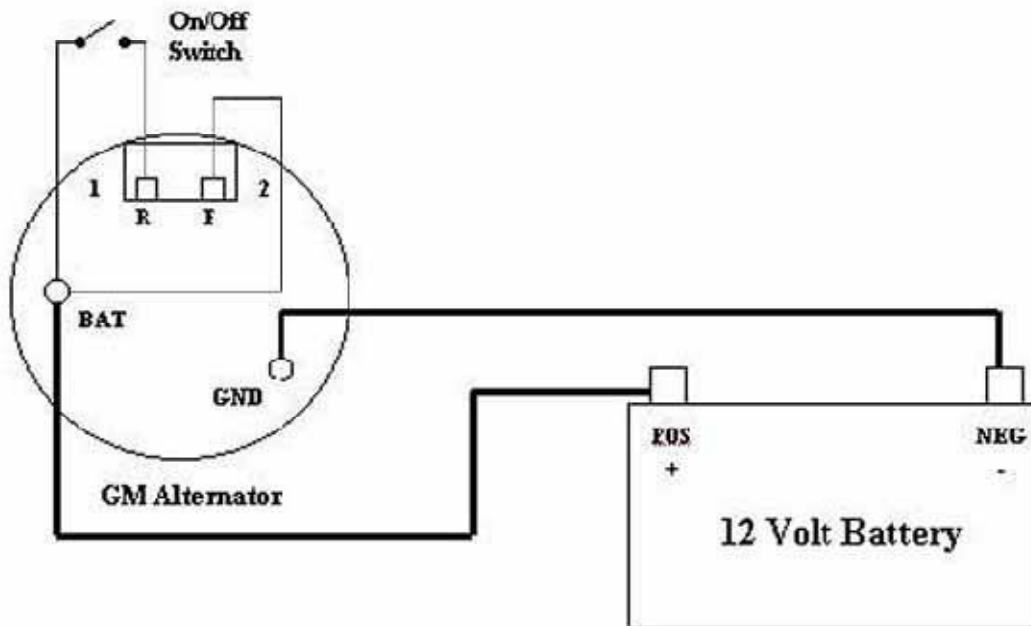 On/Off
Switch
1
2
R
F
BAT
GND
POS
NEG
+
-
GM Alternator
12 Volt Battery